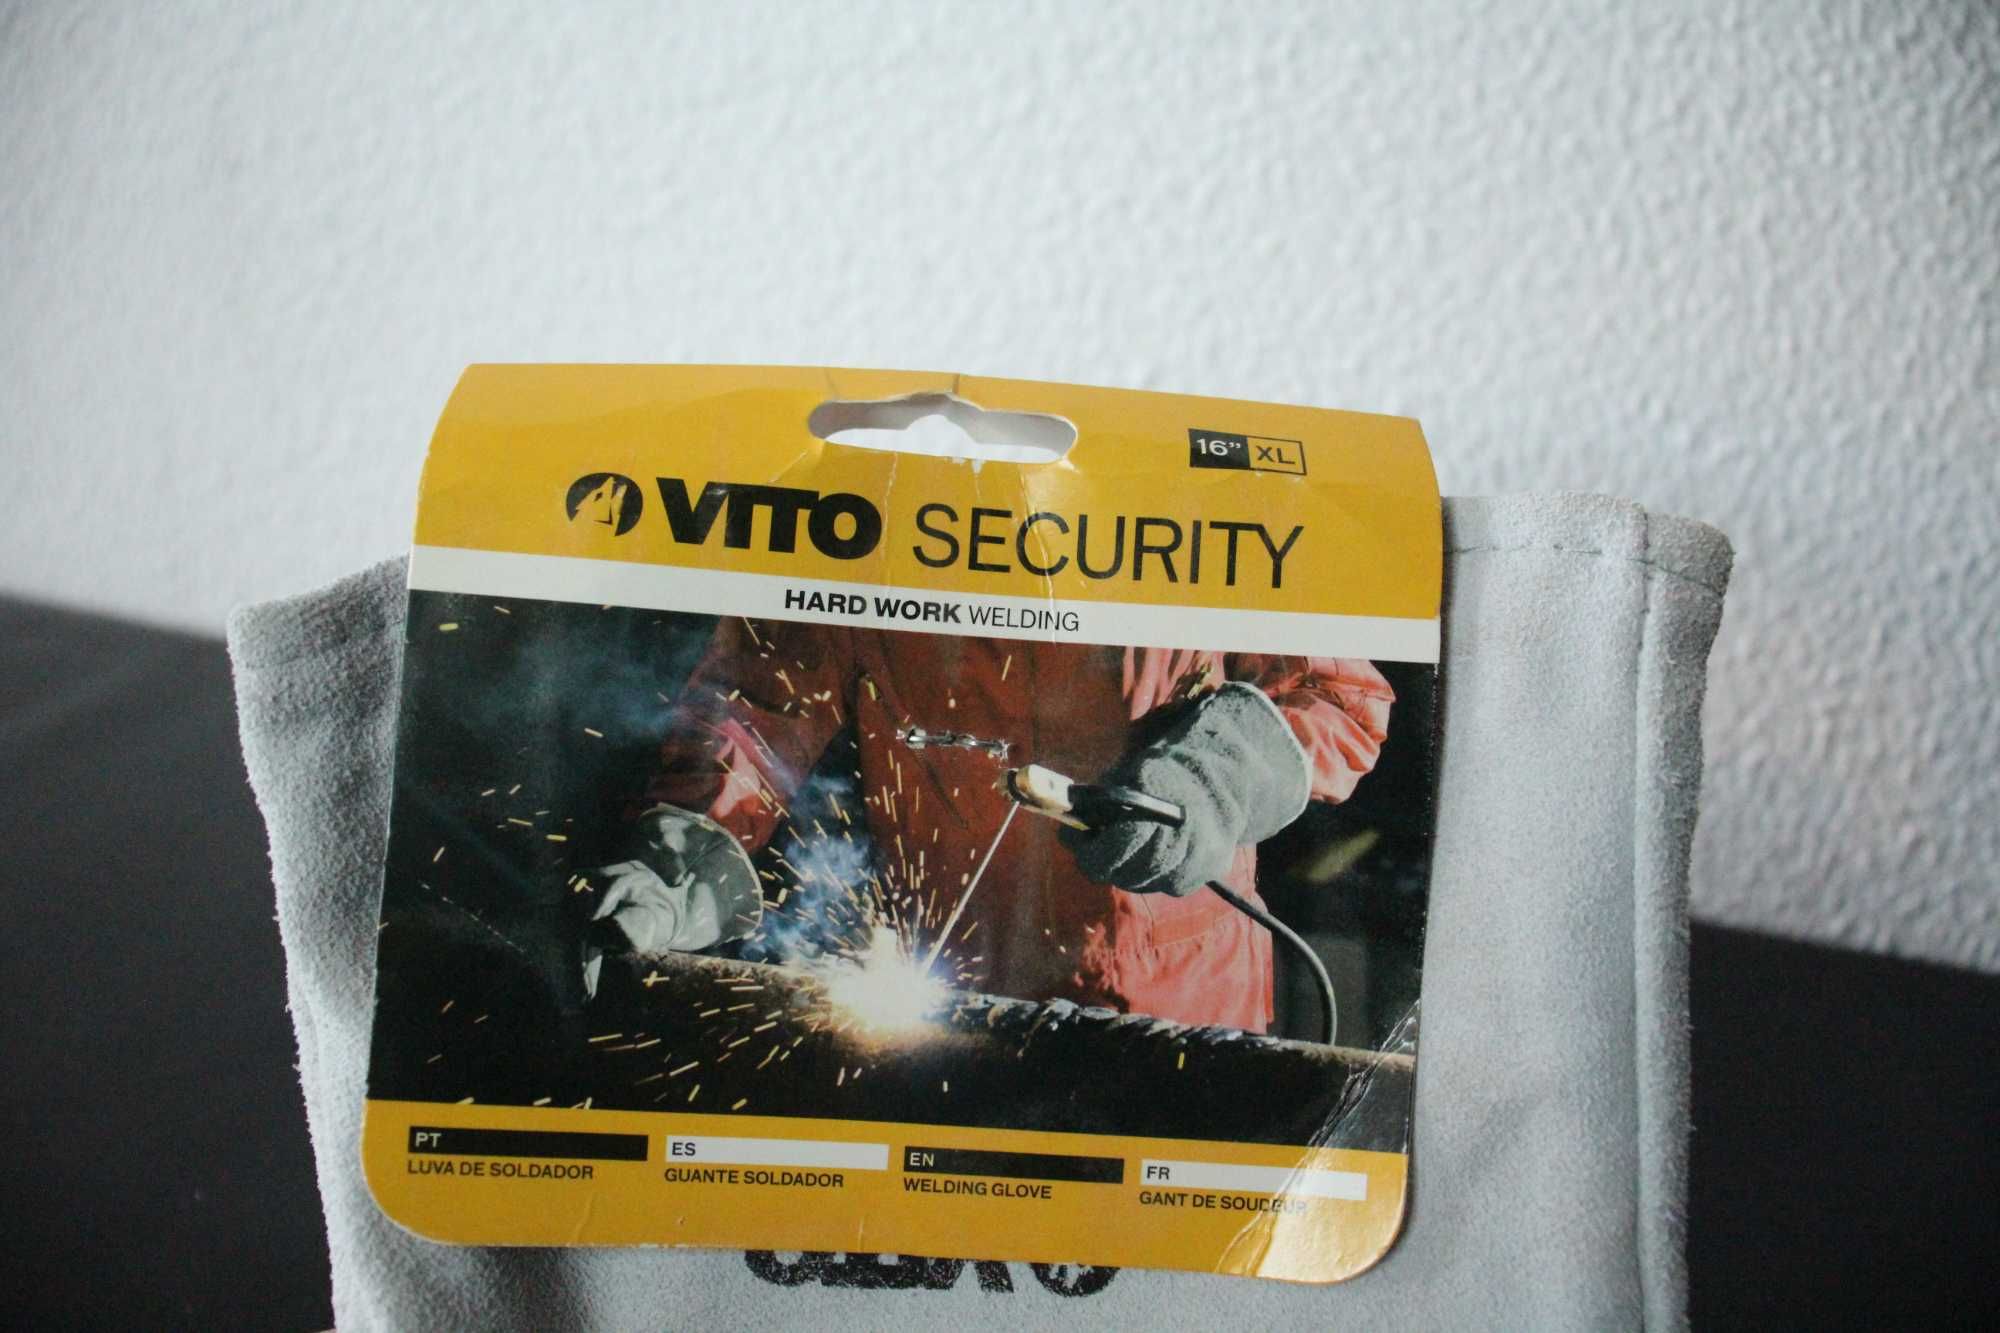 16” XL
VITO SECURITY
HARD WORK WELDING
PT
LUVA DE SOLDADOR
ES
GUANTE SOLDADOR
EN
WELDING GLOVE
FR
GANT DE SOUDEUR
VITO